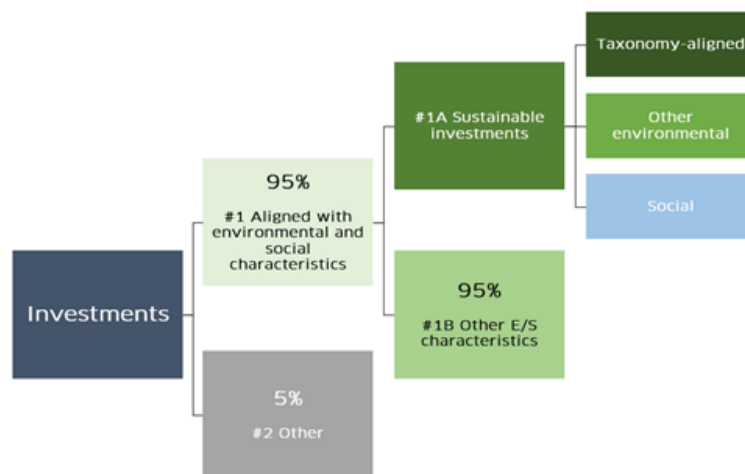 Investments
95%
#1 Aligned with
environmental and
social
characteristics
5%
#2 Other
#1A Sustainable
investments
95%
#1B Other E/S
characteristics
Taxonomy-aligned
Other
environmental
Social